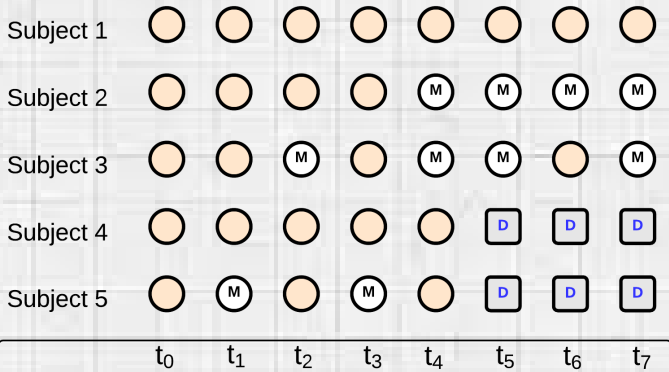 Subject 1
Subject 2 M M M M
Subject 3 M M M M
Subject 4 D D D
Subject 5 M M D D D
t0 t1 t2 t3 t4 t5 t6 t7